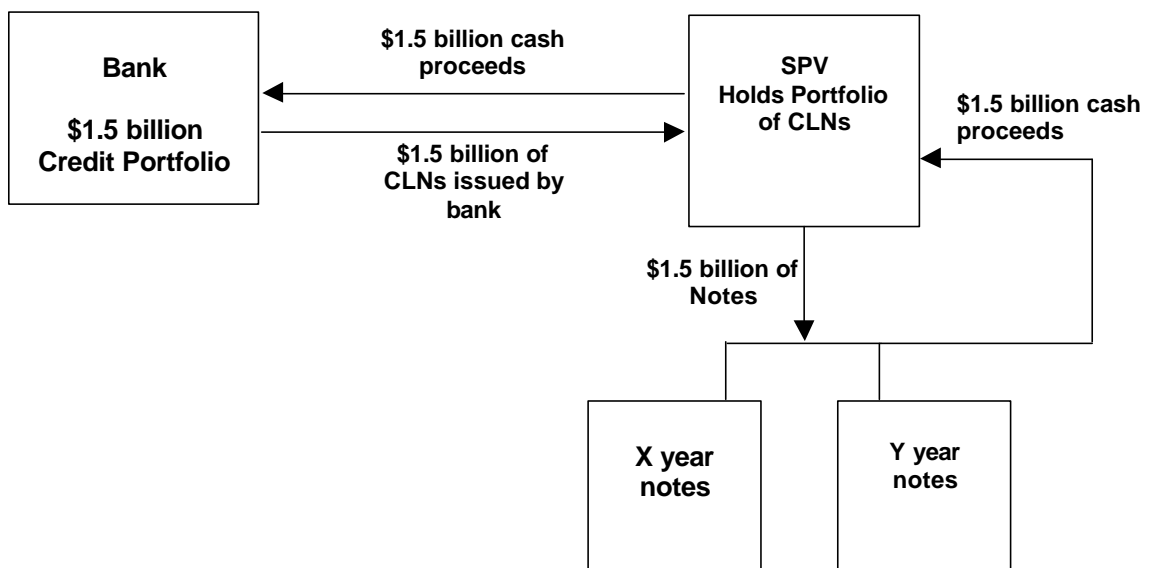 Bank
$1.5 billion
Credit Portfolio
$1.5 billion cash
proceeds
$1.5 billion of
CLNs issued by
bank
SPV
Holds Portfolio
of CLNs
$1.5 billion cash
proceeds
$1.5 billion of
Notes
X year
notes
Y year
notes